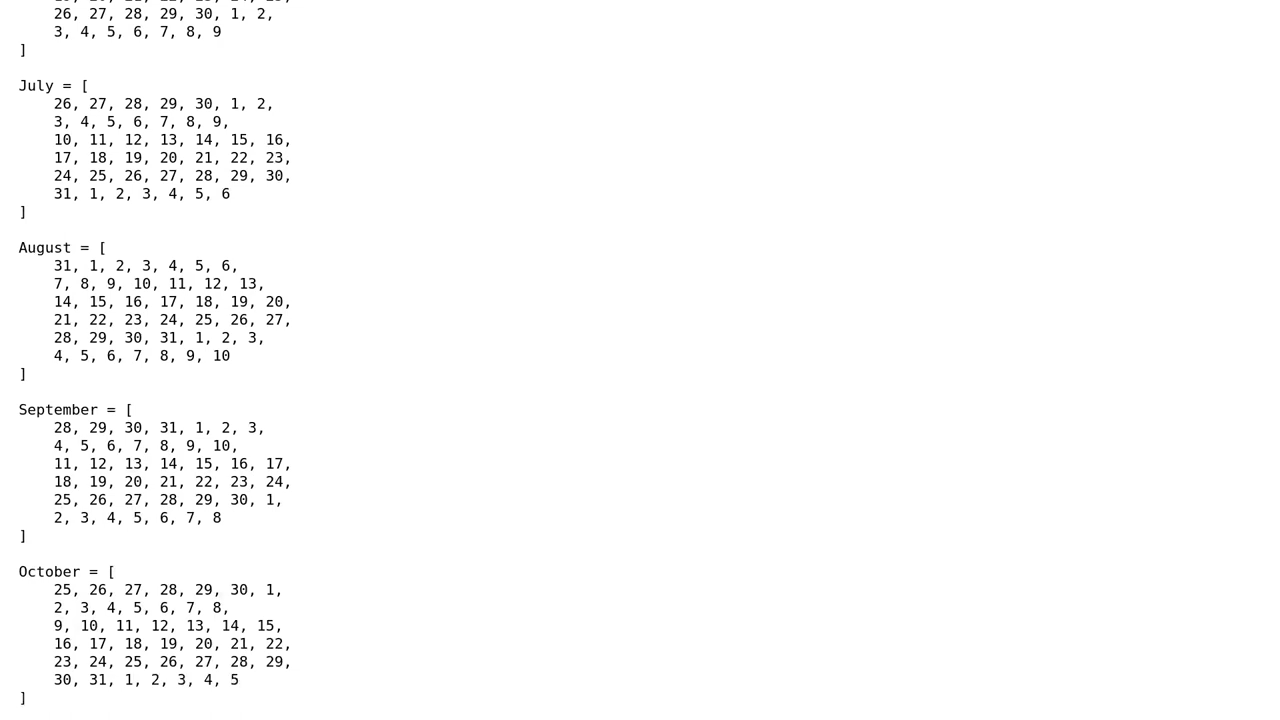 26, 27, 28, 29, 30, 1, 2,
3, 4, 5, 6, 7, 8, 9
]
July = [
26, 27, 28, 29, 30, 1, 2,
3, 4, 5, 6, 7, 8, 9,
10, 11, 12, 13, 14, 15, 16,
17, 18, 19, 20, 21, 22, 23,
24, 25, 26, 27, 28, 29, 30,
31, 1, 2, 3, 4, 5, 6
]
August = [
31, 1, 2, 3, 4, 5, 6,
7, 8, 9, 10, 11, 12, 13,
14, 15, 16, 17, 18, 19, 20,
21, 22, 23, 24, 25, 26, 27,
28, 29, 30, 31, 1, 2, 3,
4, 5, 6, 7, 8, 9, 10
]
September = [
28, 29, 30, 31, 1, 2, 3,
4, 5, 6, 7, 8, 9, 10,
11, 12, 13, 14, 15, 16, 17,
18, 19, 20, 21, 22, 23, 24,
25, 26, 27, 28, 29, 30, 1,
2, 3, 4, 5, 6, 7, 8
]
October = [
25, 26, 27, 28, 29, 30, 1,
2, 3, 4, 5, 6, 7, 8,
9, 10, 11, 12, 13, 14, 15,
16, 17, 18, 19, 20, 21, 22,
23, 24, 25, 26, 27, 28, 29,
30, 31, 1, 2, 3, 4, 5
]